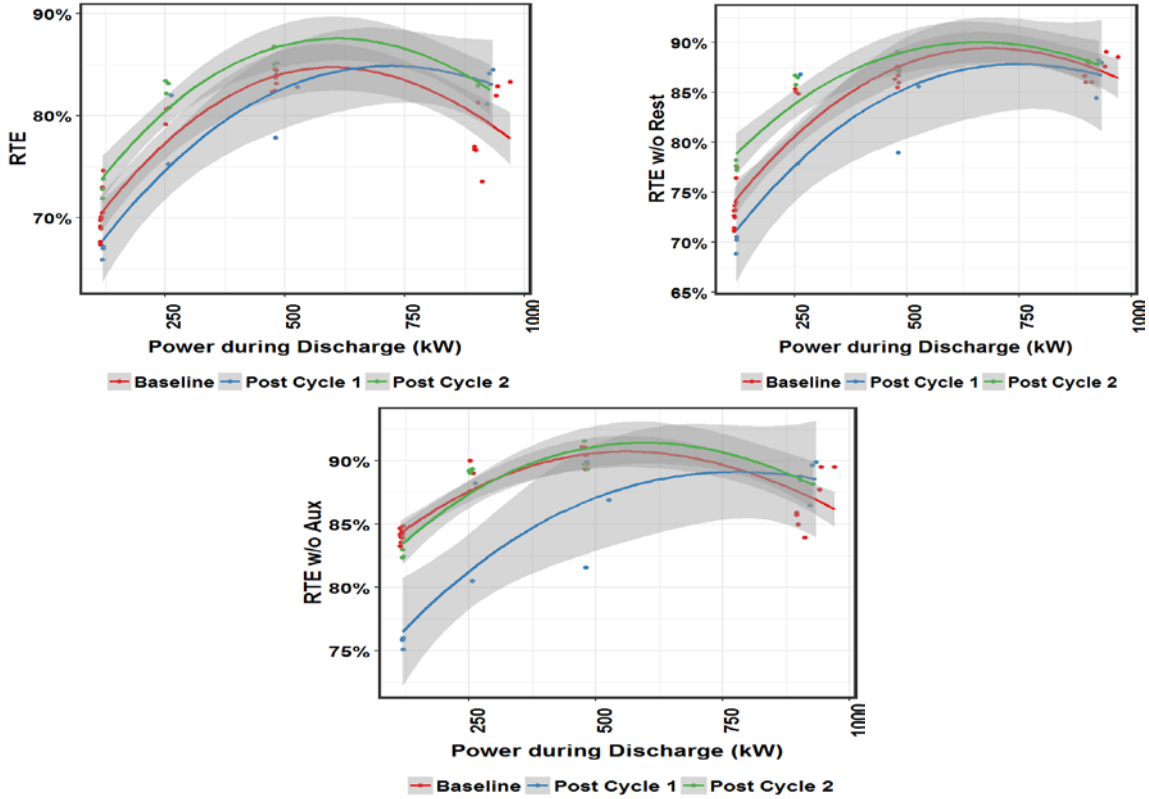 90%
80%
70%
RTE
250
500
750
1000
Power during Discharge (kW)
Baseline Post Cycle 1 Post Cycle 2
90%
85%
80%
75%
70%
65%
RTE w/o Rest
250
500
750
1000
Power during Discharge (kW)
Baseline Post Cycle 1 Post Cycle 2
90%
85%
80%
75%
RTE w/o Aux
250
500
750
1000
Power during Discharge (kW)
Baseline Post Cycle 1 Post Cycle 2